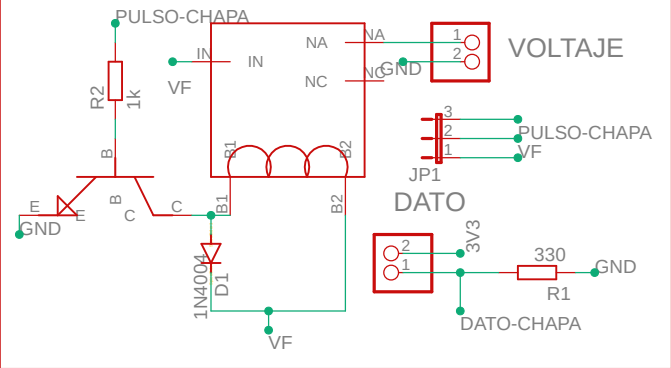 PULSO-CHAPA
R2
1k
B
B
E
E
C
C
GND
IN
IN
VF
NA
NA
NC
NC
GND
B1
B2
B1
B2
1N4004
D1
VF
1
2
VOLTAJE
3
2
1
PULSO-CHAPA
VF
JP1
DATO
2
1
3V3
330
R1
GND
DATO-CHAPA